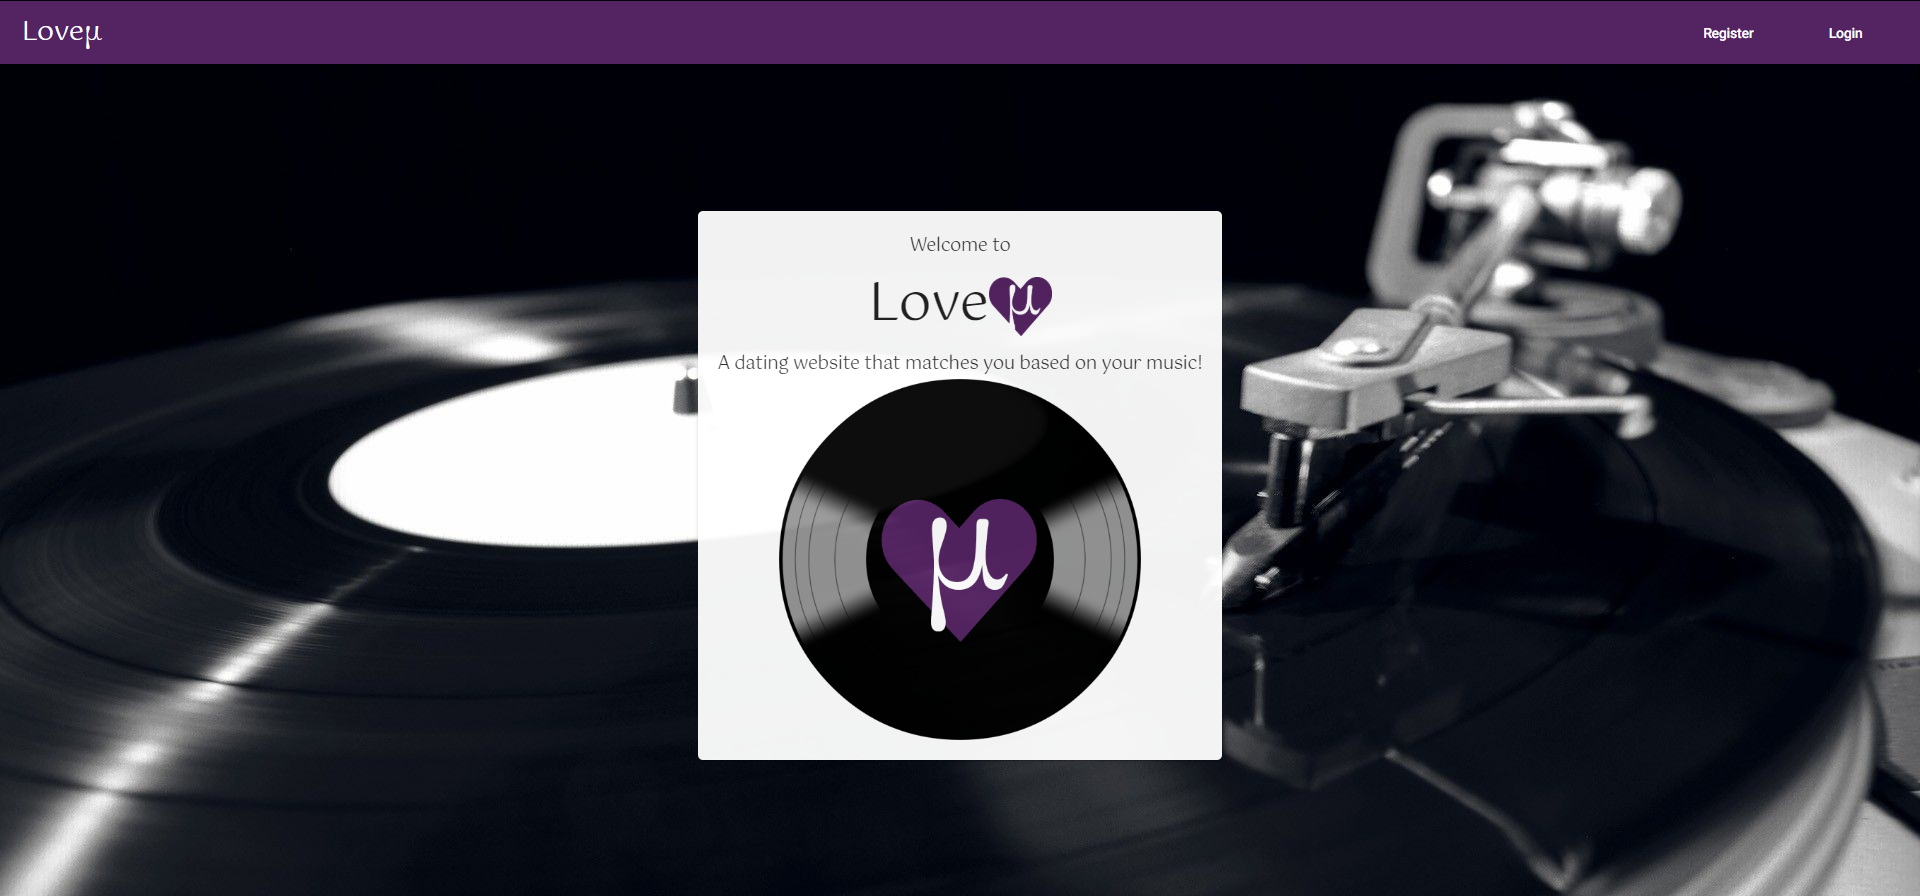 Loveμ
Register
Login
Welcome to
Loveμ
A dating website that matches you based on your music!
μ